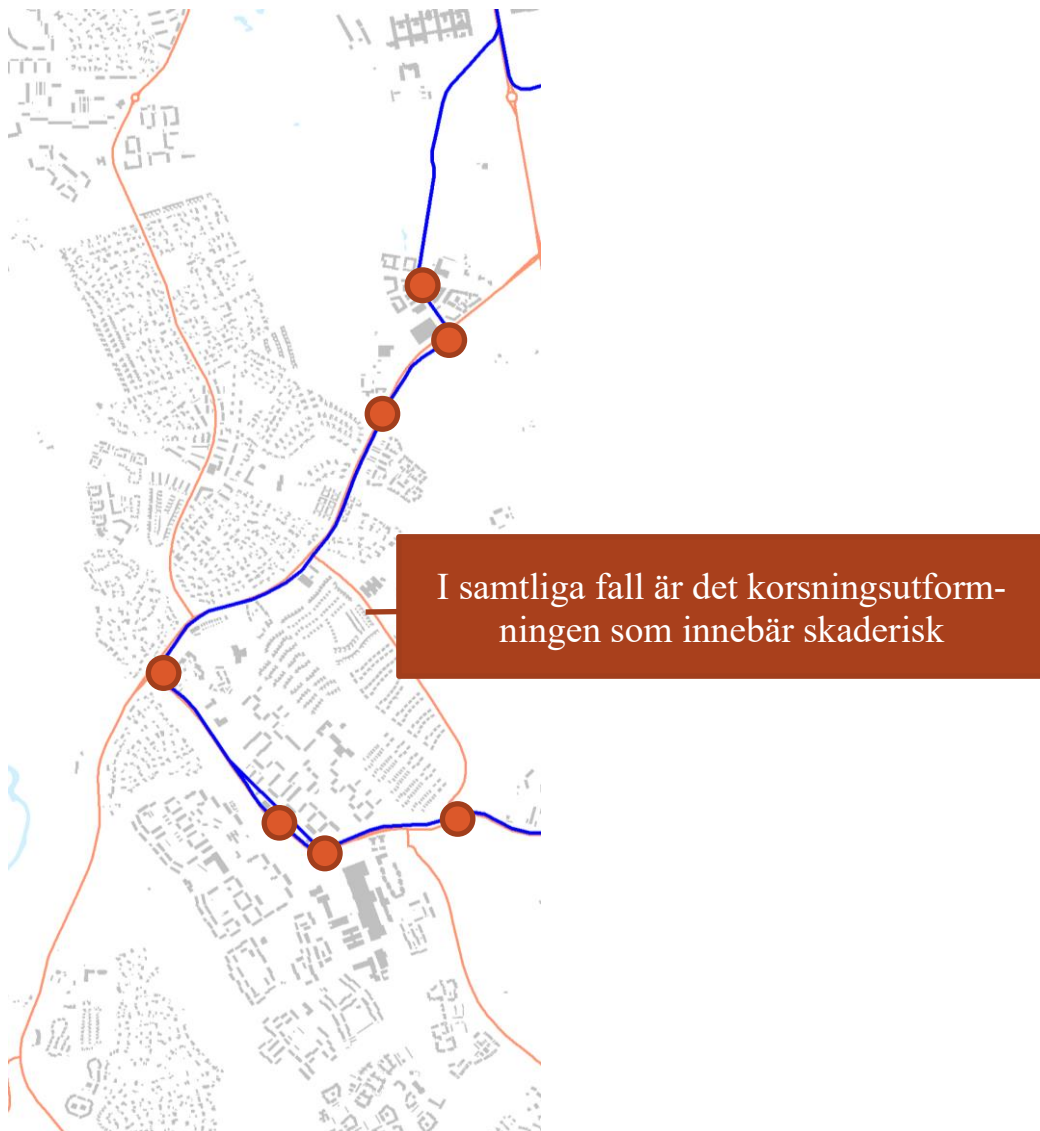 I samtliga fall är det korsningsutform-
ningen som innebär skaderisk